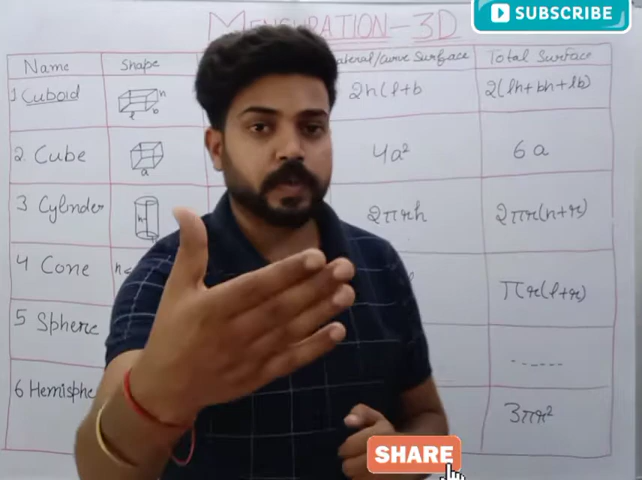 MENSURATION-3D
SUBSCRIBE
Name Shape Lateral/Curve Surface Total Surface
1 Cuboid h l b 2h(l+b 2(lh+bh+lb)
2 Cube a 4a² 6a
3 Cylinder h 2πrh 2πr(h+r)
4 Cone h πr(l+r)
5 Sphere ......
6 Hemisphe 3πr²
SHARE